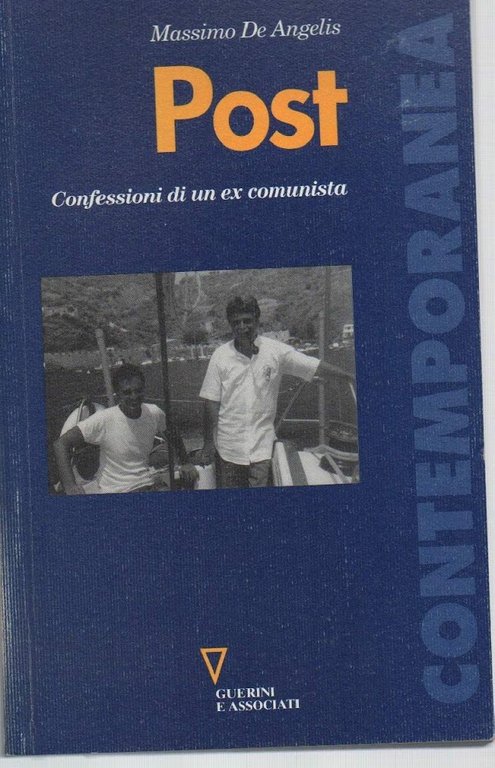 Massimo De Angelis
Post
Confessioni di un ex comunista
CONTEMPORANEA
GUERINI
E ASSOCIATI